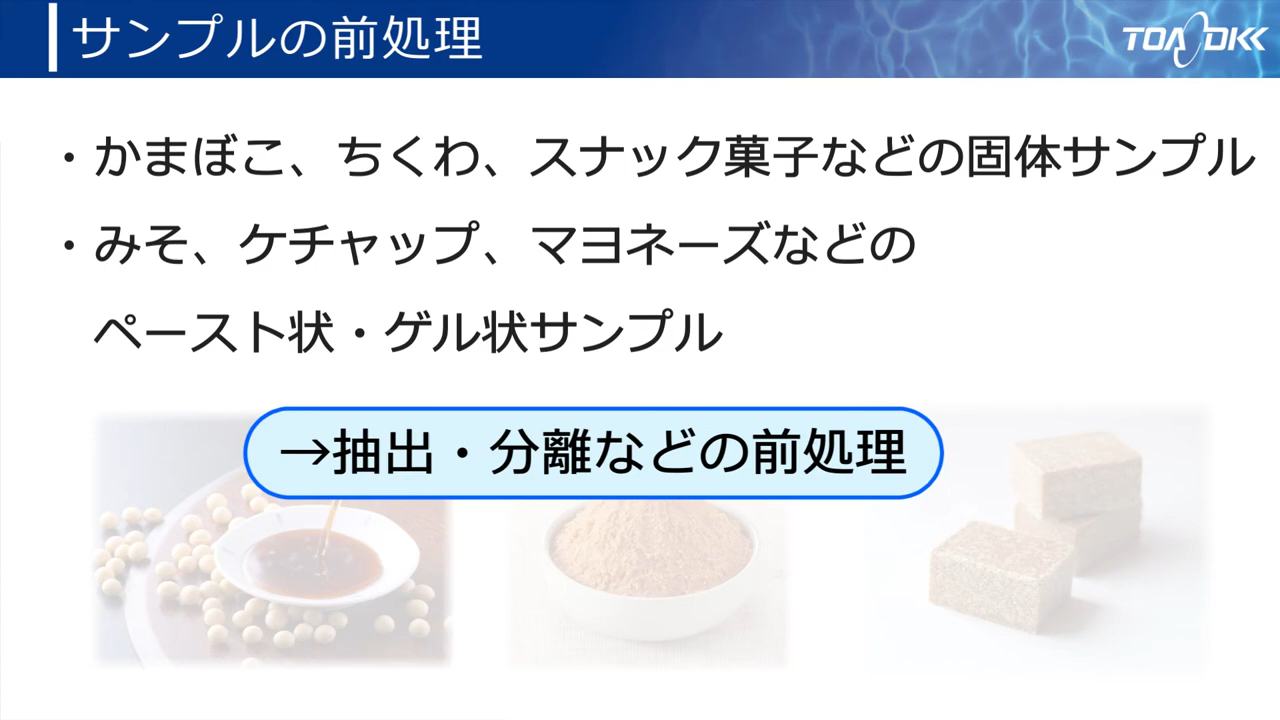 サンプルの前処理
TOA DKK
・かまぼこ、ちくわ、スナック菓子などの固体サンプル
・みそ、ケチャップ、マヨネーズなどの
ペースト状・ゲル状サンプル
→抽出・分離などの前処理